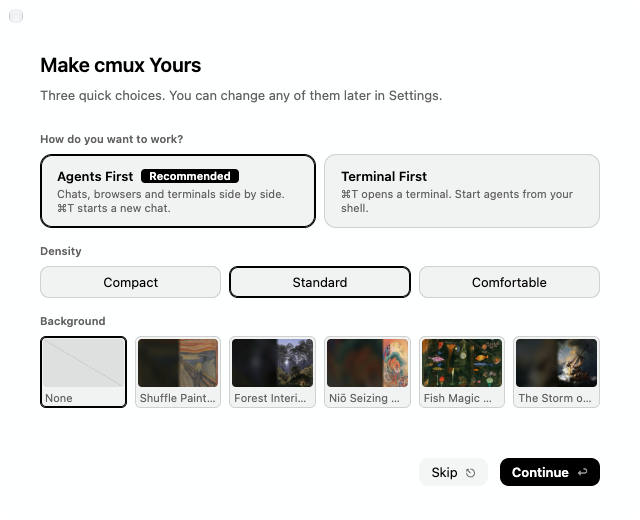 Make cmux Yours
Three quick choices. You can change any of them later in Settings.
How do you want to work?
Agents First Recommended
Chats, browsers and terminals side by side.
⌘T starts a new chat.
Terminal First
⌘T opens a terminal. Start agents from your
shell.
Density
Compact
Standard
Comfortable
Background
None
Shuffle Paint...
Forest Interi...
Niō Seizing ...
Fish Magic ...
The Storm o...
Skip
Continue